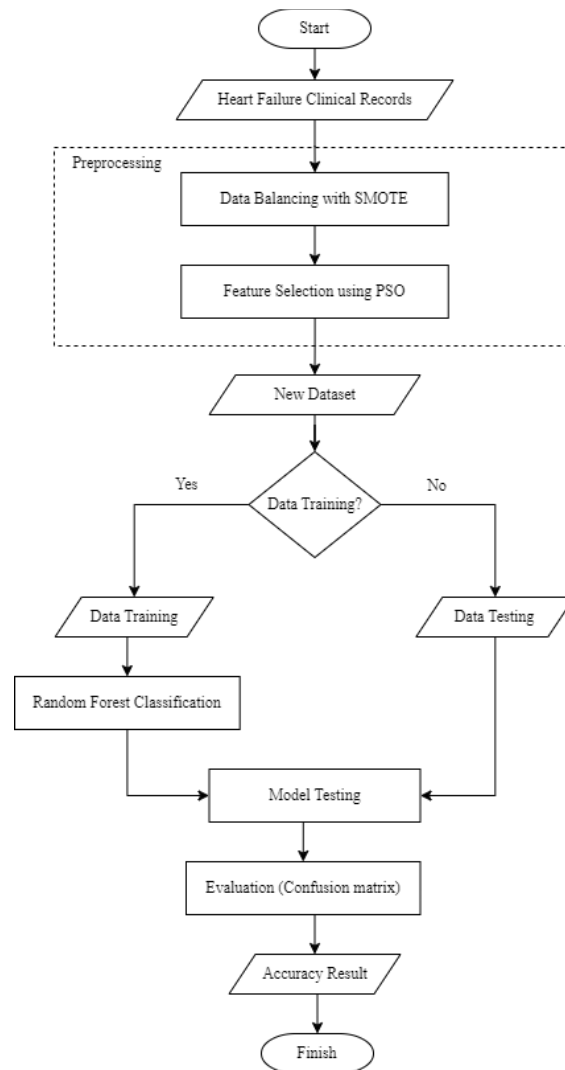 Start
Heart Failure Clinical Records
Preprocessing
Data Balancing with SMOTE
Feature Selection using PSO
New Dataset
Data Training?
Yes
No
Data Training
Data Testing
Random Forest Classification
Model Testing
Evaluation (Confusion matrix)
Accuracy Result
Finish